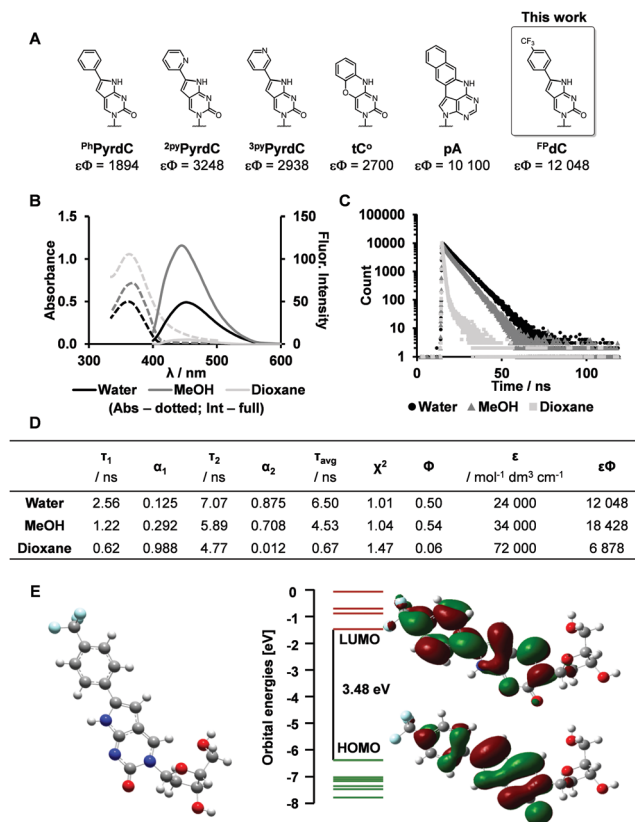 This work
A
CF₃
N
N
NH
NH
NH
NH
NH
NH
N
N
N
N
N
N
N
N
O
N
O
N
O
O
N
O
N
N
N
O
PhPyrdC
2pyPyrdC
3pyPyrdC
tCᵒ
pA
FPdC
εΦ = 1894
εΦ = 3248
εΦ = 2938
εΦ = 2700
εΦ = 10 100
εΦ = 12 048
B
C
Absorbance
1.5
1.0
0.5
0.0
150
100
50
0
Fluor. Intensity
300
400
500
600
λ / nm
Water
MeOH
Dioxane
(Abs – dotted; Int – full)
Count
100000
10000
1000
100
10
1
0
50
100
Time / ns
Water
MeOH
Dioxane
D
τ₁ / ns
α₁
τ₂ / ns
α₂
τavg / ns
χ²
Φ
ε / mol⁻¹ dm³ cm⁻¹
εΦ
Water 2.56 0.125 7.07 0.875 6.50 1.01 0.50 24 000 12 048
MeOH 1.22 0.292 5.89 0.708 4.53 1.04 0.54 34 000 18 428
Dioxane 0.62 0.988 4.77 0.012 0.67 1.47 0.06 72 000 6 878
E
Orbital energies [eV]
0
-1
-2
-3
-4
-5
-6
-7
-8
LUMO
3.48 eV
HOMO